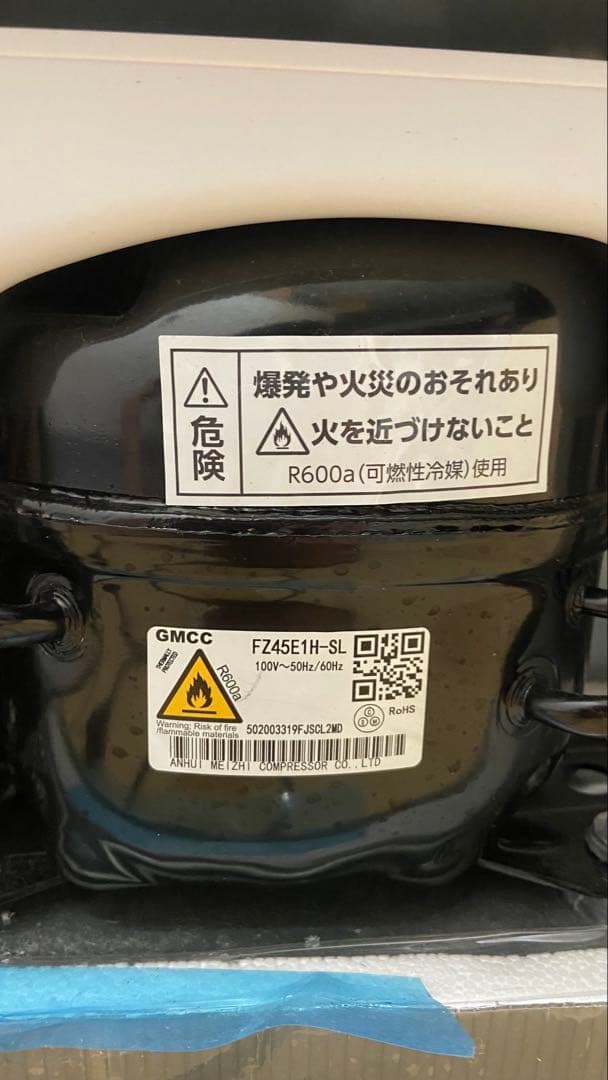 危険
爆発や火災のおそれあり
火を近づけないこと
R600a(可燃性冷媒)使用
GMCC
THERMALLY
PROTECTED
R600a
FZ45E1H-SL
100V~50Hz/60Hz
RoHS
Warning; Risk of fire
/flammable materials
502003319FJSCL2MD
ANHUI MEIZHI COMPRESSOR CO.,LTD